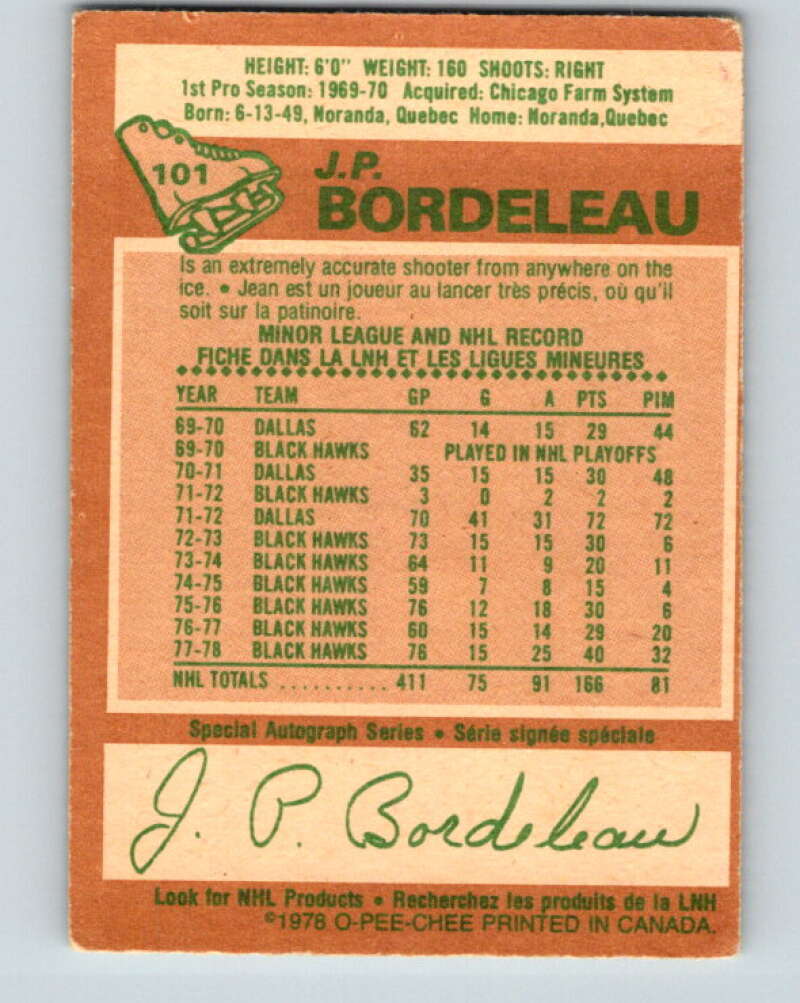 HEIGHT: 6'0" WEIGHT: 160 SHOOTS: RIGHT
1st Pro Season: 1969-70 Acquired: Chicago Farm System
Born: 6-13-49, Noranda, Quebec Home: Noranda, Quebec
101
J.P.
BORDELEAU
Is an extremely accurate shooter from anywhere on the
ice. • Jean est un joueur au lancer très précis, où qu'il
soit sur la patinoire.
MINOR LEAGUE AND NHL RECORD
FICHE DANS LA LNH ET LES LIGUES MINEURES
YEAR TEAM GP G A PTS PIM
69-70 DALLAS 62 14 15 29 44
69-70 BLACK HAWKS PLAYED IN NHL PLAYOFFS
70-71 DALLAS 35 15 15 30 48
71-72 BLACK HAWKS 3 0 2 2 2
71-72 DALLAS 70 41 31 72 72
72-73 BLACK HAWKS 73 15 15 30 6
73-74 BLACK HAWKS 64 11 9 20 11
74-75 BLACK HAWKS 59 7 8 15 4
75-76 BLACK HAWKS 76 12 18 30 6
76-77 BLACK HAWKS 60 15 14 29 20
77-78 BLACK HAWKS 76 15 25 40 32
NHL TOTALS .......... 411 75 91 166 81
Special Autograph Series • Série signée spéciale
J. P. Bordeleau
Look for NHL Products • Recherchez les produits de la LNH
©1978 O-PEE-CHEE PRINTED IN CANADA.